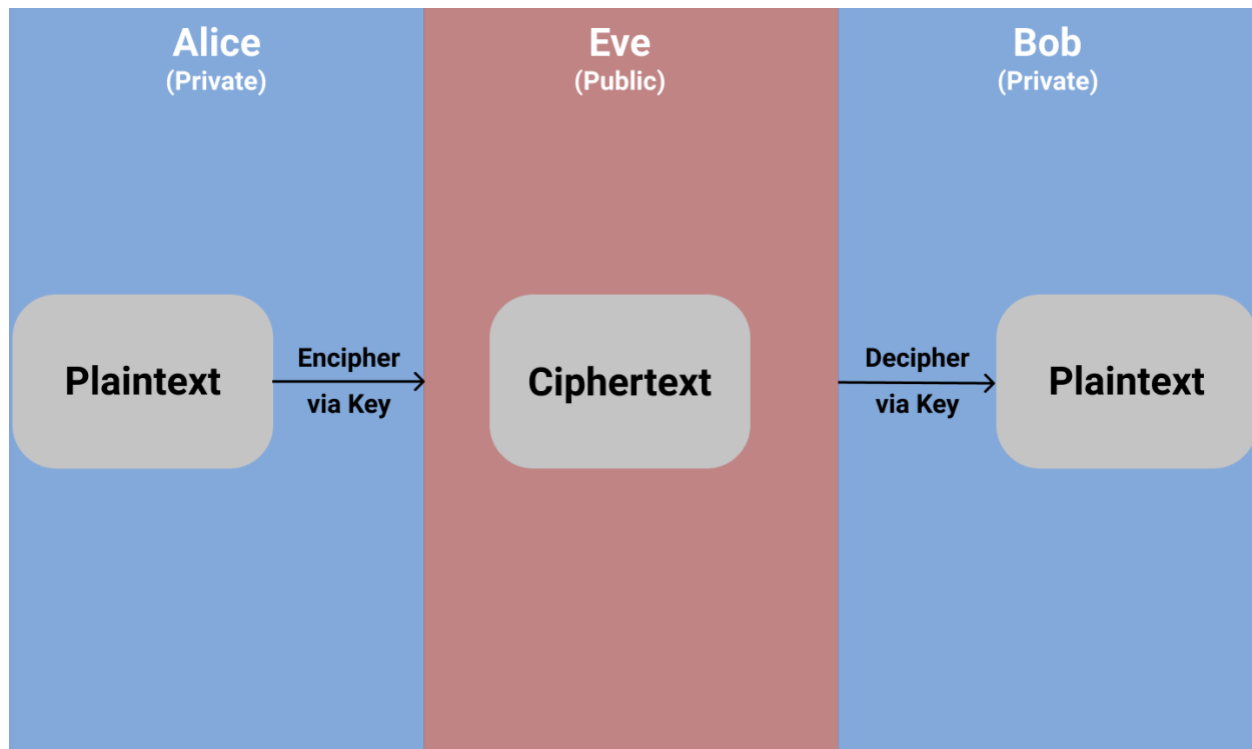 Alice
(Private)
Eve
(Public)
Bob
(Private)
Plaintext
Encipher
via Key
Ciphertext
Decipher
via Key
Plaintext